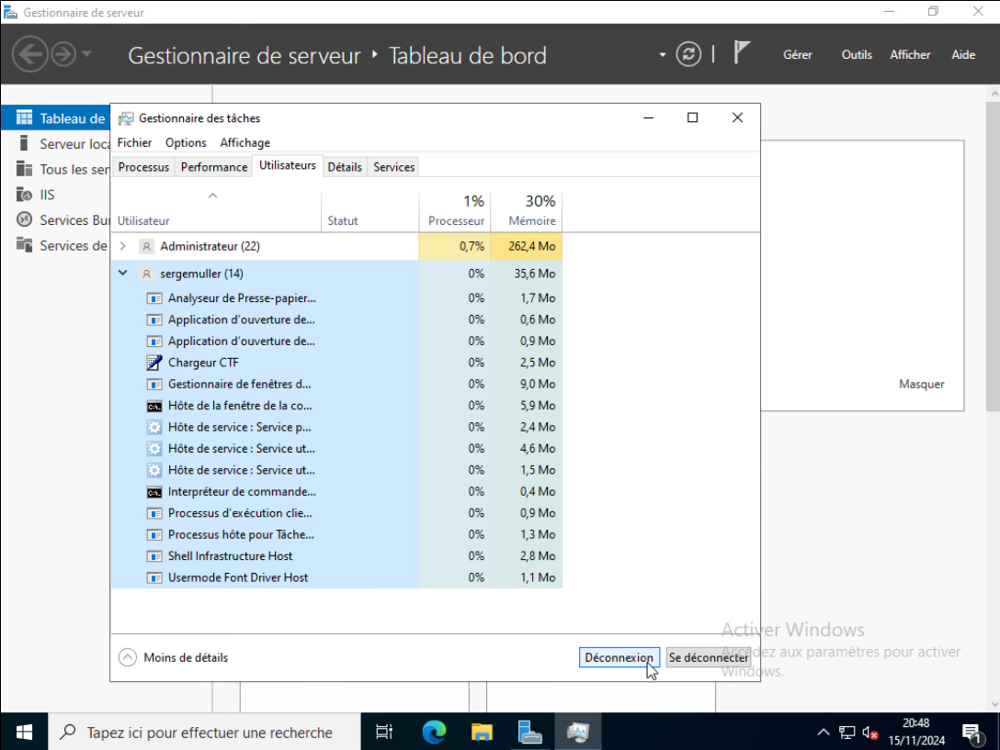 Gestionnaire de serveur
Gestionnaire de serveur ‣ Tableau de bord
Gérer Outils Afficher Aide
Tableau de
Serveur loca
Tous les ser
IIS
Services Bu
Services de
Gestionnaire des tâches
Fichier Options Affichage
Processus Performance Utilisateurs Détails Services
1% 30%
Utilisateur Statut Processeur Mémoire
Administrateur (22) 0,7% 262,4 Mo
sergemuller (14) 0% 35,6 Mo
Analyseur de Presse-papier... 0% 1,7 Mo
Application d'ouverture de... 0% 0,6 Mo
Application d'ouverture de... 0% 0,9 Mo
Chargeur CTF 0% 2,5 Mo
Gestionnaire de fenêtres d... 0% 9,0 Mo
Hôte de la fenêtre de la co... 0% 5,9 Mo
Hôte de service : Service p... 0% 2,4 Mo
Hôte de service : Service ut... 0% 4,6 Mo
Hôte de service : Service ut... 0% 1,5 Mo
Interpréteur de commande... 0% 0,4 Mo
Processus d'exécution clie... 0% 0,9 Mo
Processus hôte pour Tâche... 0% 1,3 Mo
Shell Infrastructure Host 0% 2,8 Mo
Usermode Font Driver Host 0% 1,1 Mo
Moins de détails
Déconnexion Se déconnecter
Masquer
Activer Windows
Accédez aux paramètres pour activer
Windows.
Tapez ici pour effectuer une recherche
20:48
15/11/2024
1